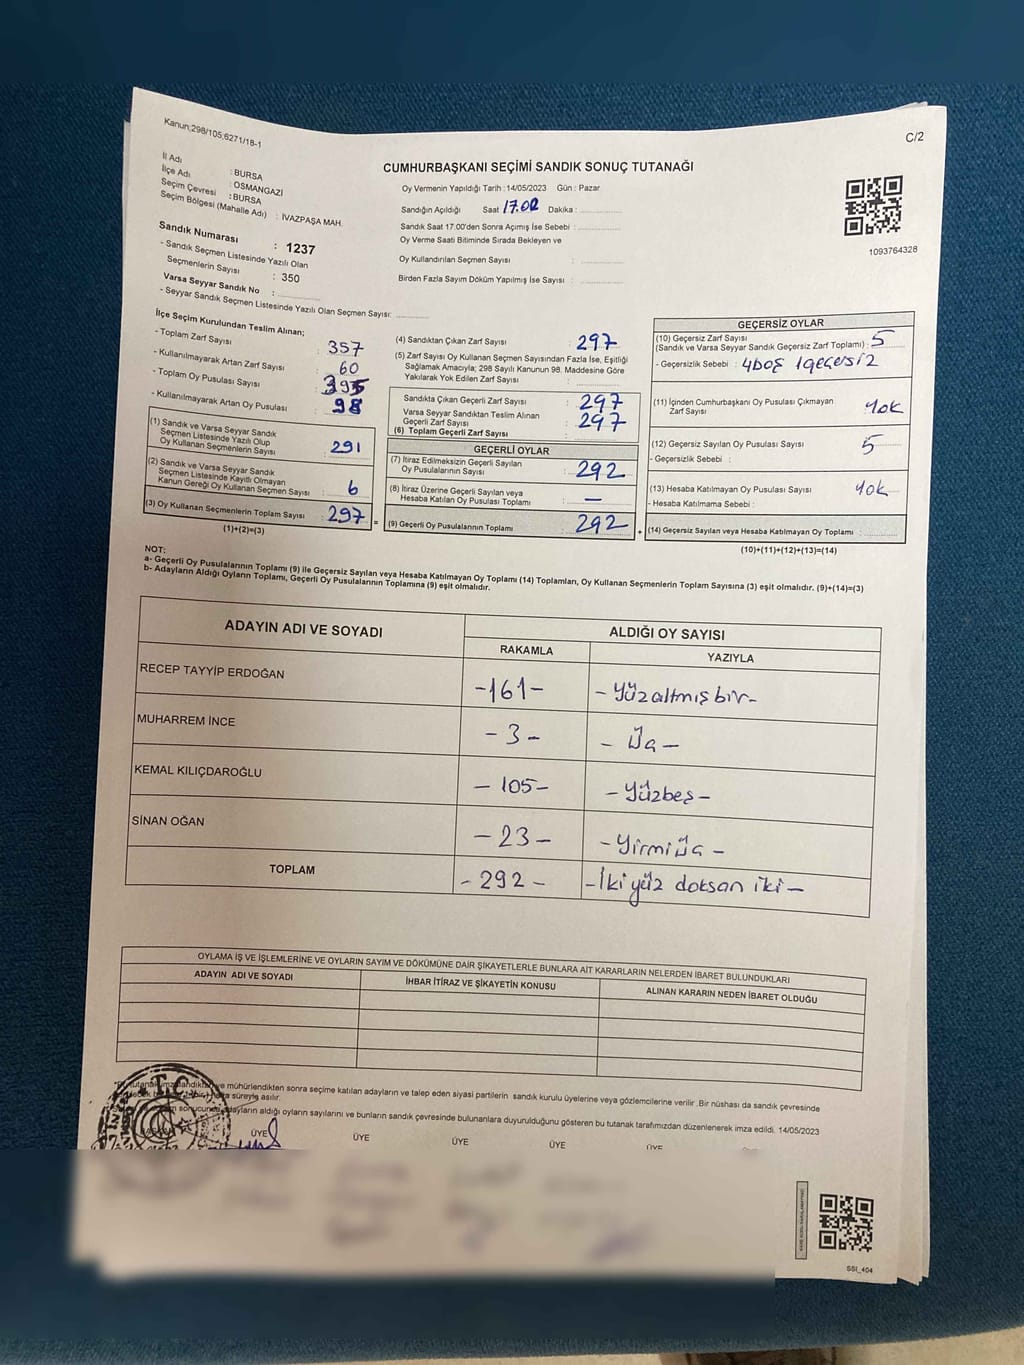 Kanun;298/105,6271/18-1
C/2
CUMHURBAŞKANI SEÇİMİ SANDIK SONUÇ TUTANAĞI
İl Adı : BURSA
İlçe Adı : OSMANGAZİ
Seçim Çevresi : BURSA
Seçim Bölgesi (Mahalle Adı) : İVAZPAŞA MAH.
Sandık Numarası : 1237
- Sandık Seçmen Listesinde Yazılı Olan
Seçmenlerin Sayısı : 350
Varsa Seyyar Sandık No :
- Seyyar Sandık Seçmen Listesinde Yazılı Olan Seçmen Sayısı:
Oy Vermenin Yapıldığı Tarih : 14/05/2023 Gün : Pazar
Sandığın Açıldığı Saat 17.02 Dakika :
Sandık Saat 17.00'den Sonra Açımış İse Sebebi :
Oy Verme Saati Bitiminde Sırada Bekleyen ve
Oy Kullandırılan Seçmen Sayısı :
Birden Fazla Sayım Döküm Yapılmış İse Sayısı :
1093764328
İlçe Seçim Kurulundan Teslim Alınan;
- Toplam Zarf Sayısı : 357
- Kullanılmayarak Artan Zarf Sayısı : 60
- Toplam Oy Pusulası Sayısı : 395
- Kullanılmayarak Artan Oy Pusulası : 98
(1) Sandık ve Varsa Seyyar Sandık
Seçmen Listesinde Yazılı Olup
Oy Kullanan Seçmenlerin Sayısı : 291
(2) Sandık ve Varsa Seyyar Sandık
Seçmen Listesinde Kayıtlı Olmayan
Kanun Gereği Oy Kullanan Seçmen Sayısı : 6
(3) Oy Kullanan Seçmenlerin Toplam Sayısı : 297
(1)+(2)=(3)
=
(4) Sandıktan Çıkan Zarf Sayısı : 297
(5) Zarf Sayısı Oy Kullanan Seçmen Sayısından Fazla İse, Eşitliği
Sağlamak Amacıyla; 298 Sayılı Kanunun 98. Maddesine Göre
Yakılarak Yok Edilen Zarf Sayısı :
Sandıkta Çıkan Geçerli Zarf Sayısı : 297
Varsa Seyyar Sandıktan Teslim Alınan
Geçerli Zarf Sayısı : 297
(6) Toplam Geçerli Zarf Sayısı :
GEÇERLİ OYLAR
(7) İtiraz Edilmeksizin Geçerli Sayılan
Oy Pusulalarının Sayısı : 292
(8) İtiraz Üzerine Geçerli Sayılan veya
Hesaba Katılan Oy Pusulası Toplamı : —
(9) Geçerli Oy Pusulalarının Toplamı : 292
+
GEÇERSİZ OYLAR
(10) Geçersiz Zarf Sayısı
(Sandık ve Varsa Seyyar Sandık Geçersiz Zarf Toplamı) : 5
- Geçersizlik Sebebi : 4BOŞ 1geçersiz
(11) İçinden Cumhurbaşkanı Oy Pusulası Çıkmayan
Zarf Sayısı : YOK
(12) Geçersiz Sayılan Oy Pusulası Sayısı : 5
- Geçersizlik Sebebi :
(13) Hesaba Katılmayan Oy Pusulası Sayısı : YOK
- Hesaba Katılmama Sebebi :
(14) Geçersiz Sayılan veya Hesaba Katılmayan Oy Toplamı :
(10)+(11)+(12)+(13)=(14)
NOT:
a- Geçerli Oy Pusulalarının Toplamı (9) ile Geçersiz Sayılan veya Hesaba Katılmayan Oy Toplamı (14) Toplamları, Oy Kullanan Seçmenlerin Toplam Sayısına (3) eşit olmalıdır. (9)+(14)=(3)
b- Adayların Aldığı Oyların Toplamı, Geçerli Oy Pusulalarının Toplamına (9) eşit olmalıdır.
ADAYIN ADI VE SOYADI
ALDIĞI OY SAYISI
RAKAMLA YAZIYLA
RECEP TAYYİP ERDOĞAN -161- -Yüzaltmışbir-
MUHARREM İNCE -3- -Üç-
KEMAL KILIÇDAROĞLU -105- -Yüzbeş-
SİNAN OĞAN -23- -Yirmiüç-
TOPLAM -292- -İkiyüz doksan iki-
OYLAMA İŞ VE İŞLEMLERİNE VE OYLARIN SAYIM VE DÖKÜMÜNE DAİR ŞİKAYETLERLE BUNLARA AİT KARARLARIN NELERDEN İBARET BULUNDUKLARI
ADAYIN ADI VE SOYADI İHBAR İTİRAZ VE ŞİKAYETİN KONUSU ALINAN KARARIN NEDEN İBARET OLDUĞU
ve mühürlendikten sonra seçime katılan adayların ve talep eden siyasi partilerin sandık kurulu üyelerine veya gözlemcilerine verilir .Bir nüshası da sandık çevresinde
süreyle asılır.
sonucunda adayların aldığı oyların sayılarını ve bunların sandık çevresinde bulunanlara duyurulduğunu gösteren bu tutanak tarafımızdan düzenlenerek imza edildi. 14/05/2023
T.C.
ÜYE ÜYE ÜYE ÜYE ÜYE
SSI_404